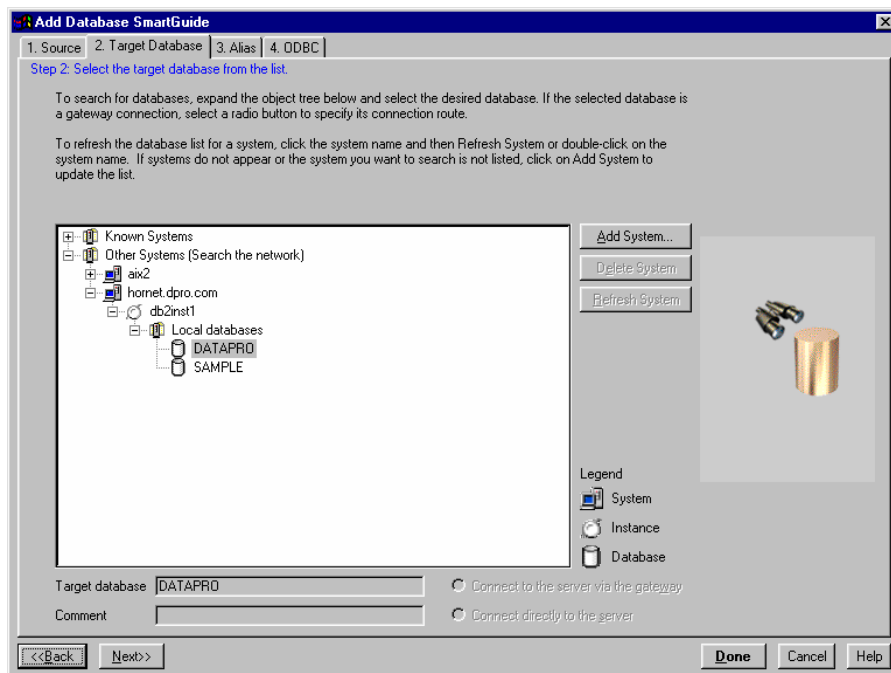 Add Database SmartGuide
1. Source 2. Target Database 3. Alias 4. ODBC
Step 2: Select the target database from the list.
To search for databases, expand the object tree below and select the desired database. If the selected database is
a gateway connection, select a radio button to specify its connection route.
To refresh the database list for a system, click the system name and then Refresh System or double-click on the
system name. If systems do not appear or the system you want to search is not listed, click on Add System to
update the list.
Known Systems
Other Systems (Search the network)
aix2
hornet.dpro.com
db2inst1
Local databases
DATAPRO
SAMPLE
Add System...
Delete System
Refresh System
Legend
System
Instance
Database
Target database DATAPRO
Connect to the server via the gateway
Comment
Connect directly to the server
<<Back Next>> Done Cancel Help